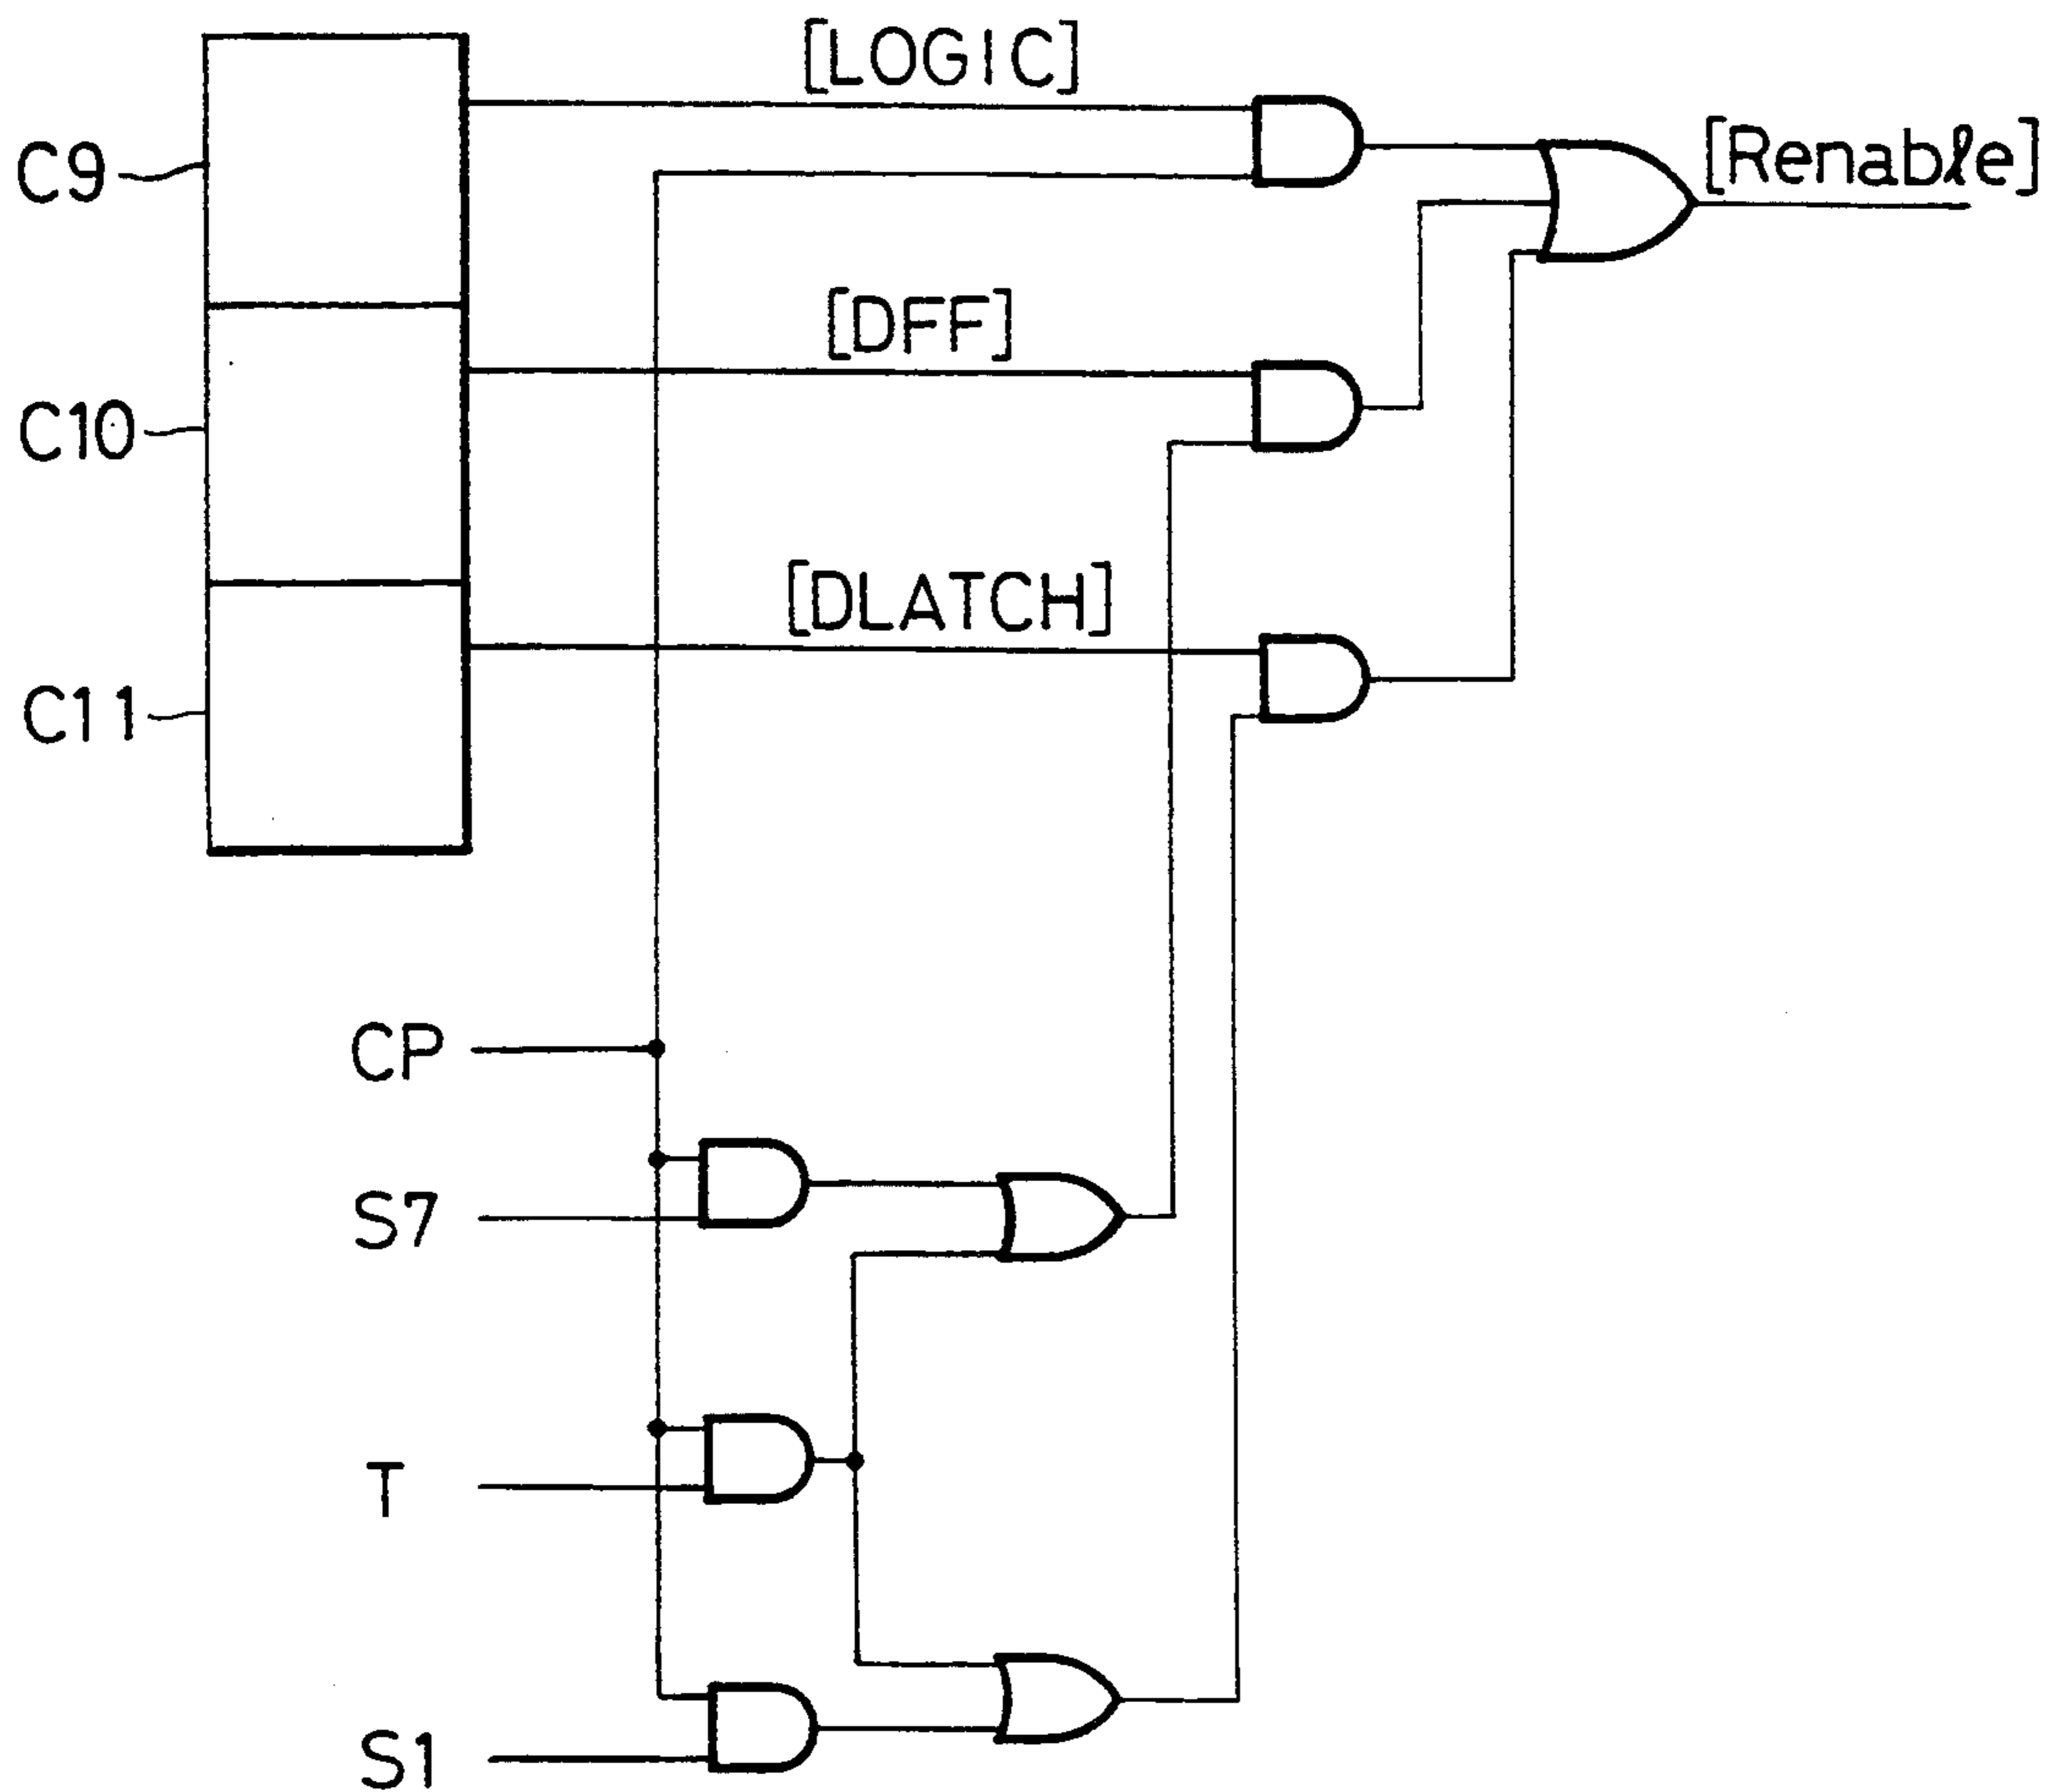 [LOGIC]
[Renable]
C9
[DFF]
C10
[DLATCH]
C11
CP
S7
T
S1